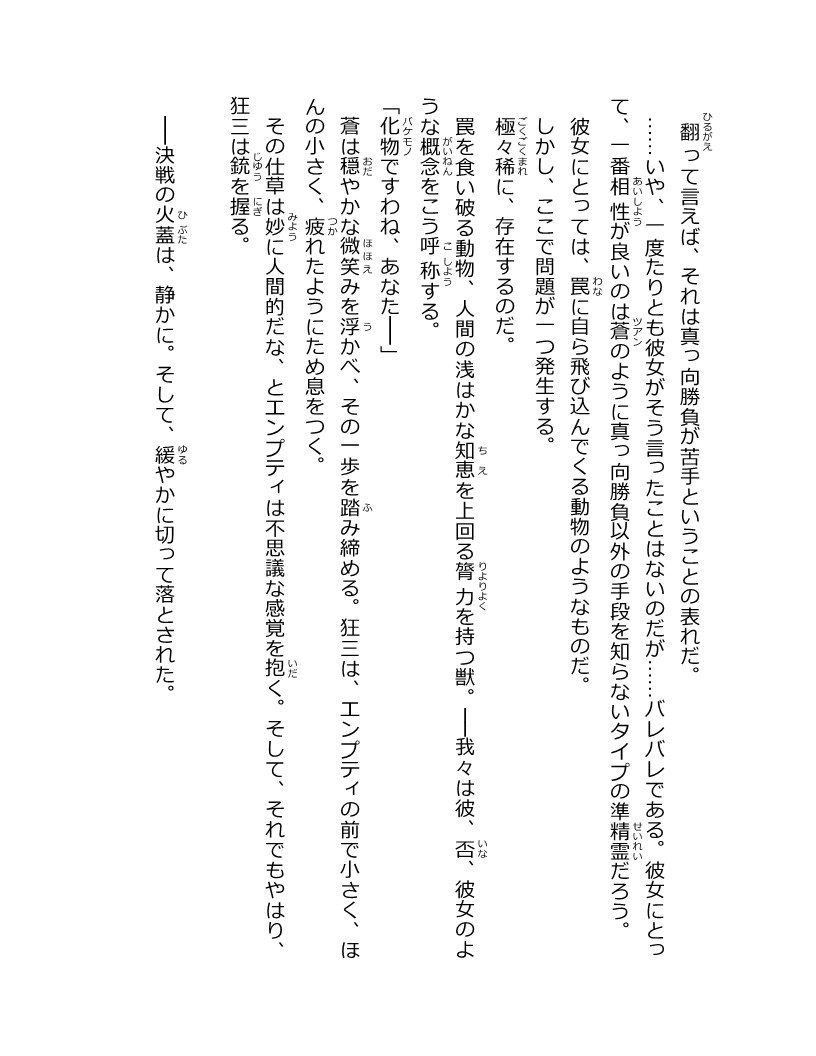 翻って言えば、それは真っ向勝負が苦手ということの表れだ。
……いや、一度たりとも彼女がそう言ったことはないのだが……バレバレである。彼女にとっ
て、一番相性が良いのは蒼のように真っ向勝負以外の手段を知らないタイプの準精霊だろう。
彼女にとっては、罠に自ら飛び込んでくる動物のようなものだ。
しかし、ここで問題が一つ発生する。
極々稀に、存在するのだ。
罠を食い破る動物、人間の浅はかな知恵を上回る膂力を持つ獣。――我々は彼、否、彼女のよ
うな概念をこう呼称する。
「化物ですわね、あなた――」
蒼は穏やかな微笑みを浮かべ、その一歩を踏み締める。狂三は、エンプティの前で小さく、ほ
んの小さく、疲れたようにため息をつく。
その仕草は妙に人間的だな、とエンプティは不思議な感覚を抱く。そして、それでもやはり、
狂三は銃を握る。
――決戦の火蓋は、静かに。そして、緩やかに切って落とされた。